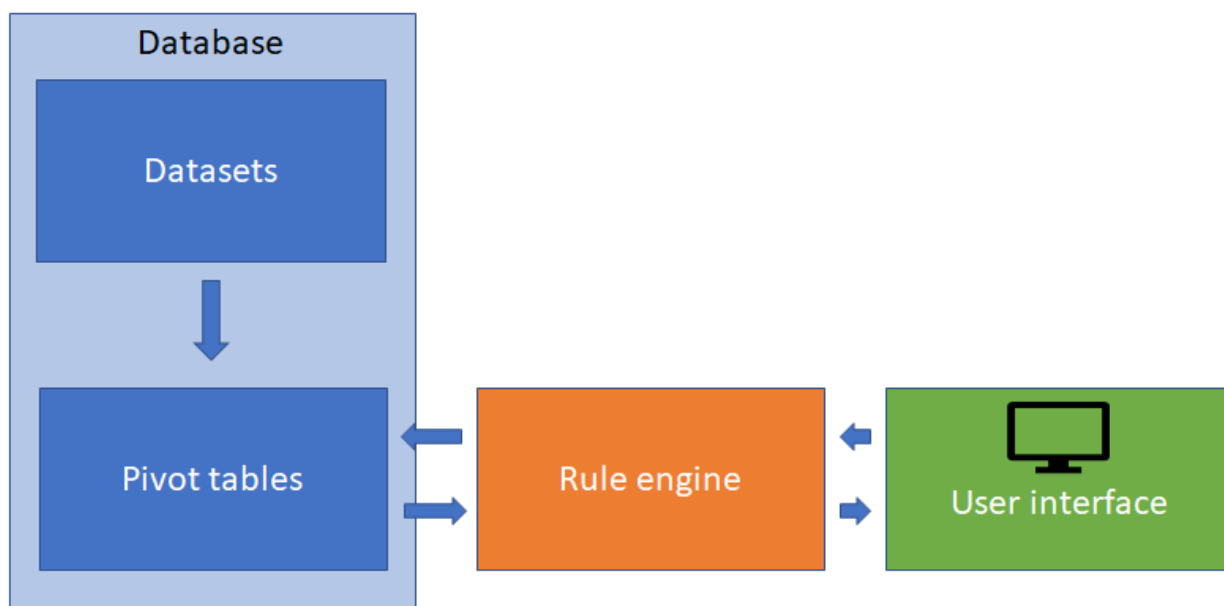 Database
Datasets
Pivot tables
Rule engine
User interface